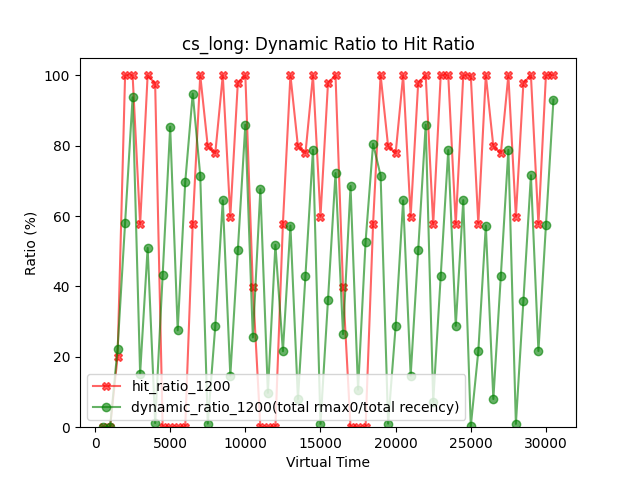 cs_long: Dynamic Ratio to Hit Ratio
100
80
60
40
20
0
Ratio (%)
hit_ratio_1200
dynamic_ratio_1200(total rmax0/total recency)
0 5000 10000 15000 20000 25000 30000
Virtual Time